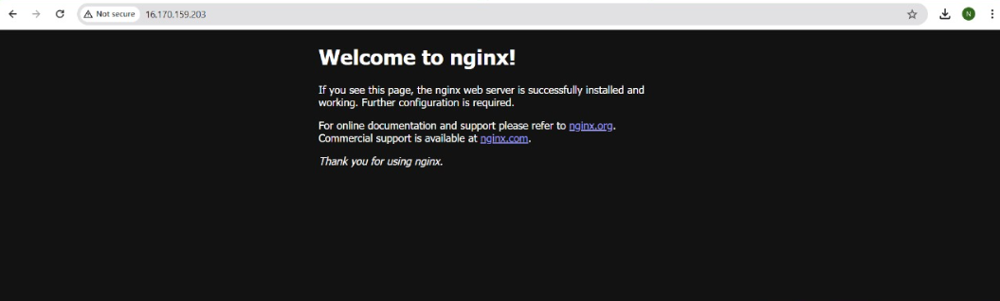 Not secure 16.170.159.203
N
Welcome to nginx!
If you see this page, the nginx web server is successfully installed and
working. Further configuration is required.
For online documentation and support please refer to nginx.org.
Commercial support is available at nginx.com.
Thank you for using nginx.